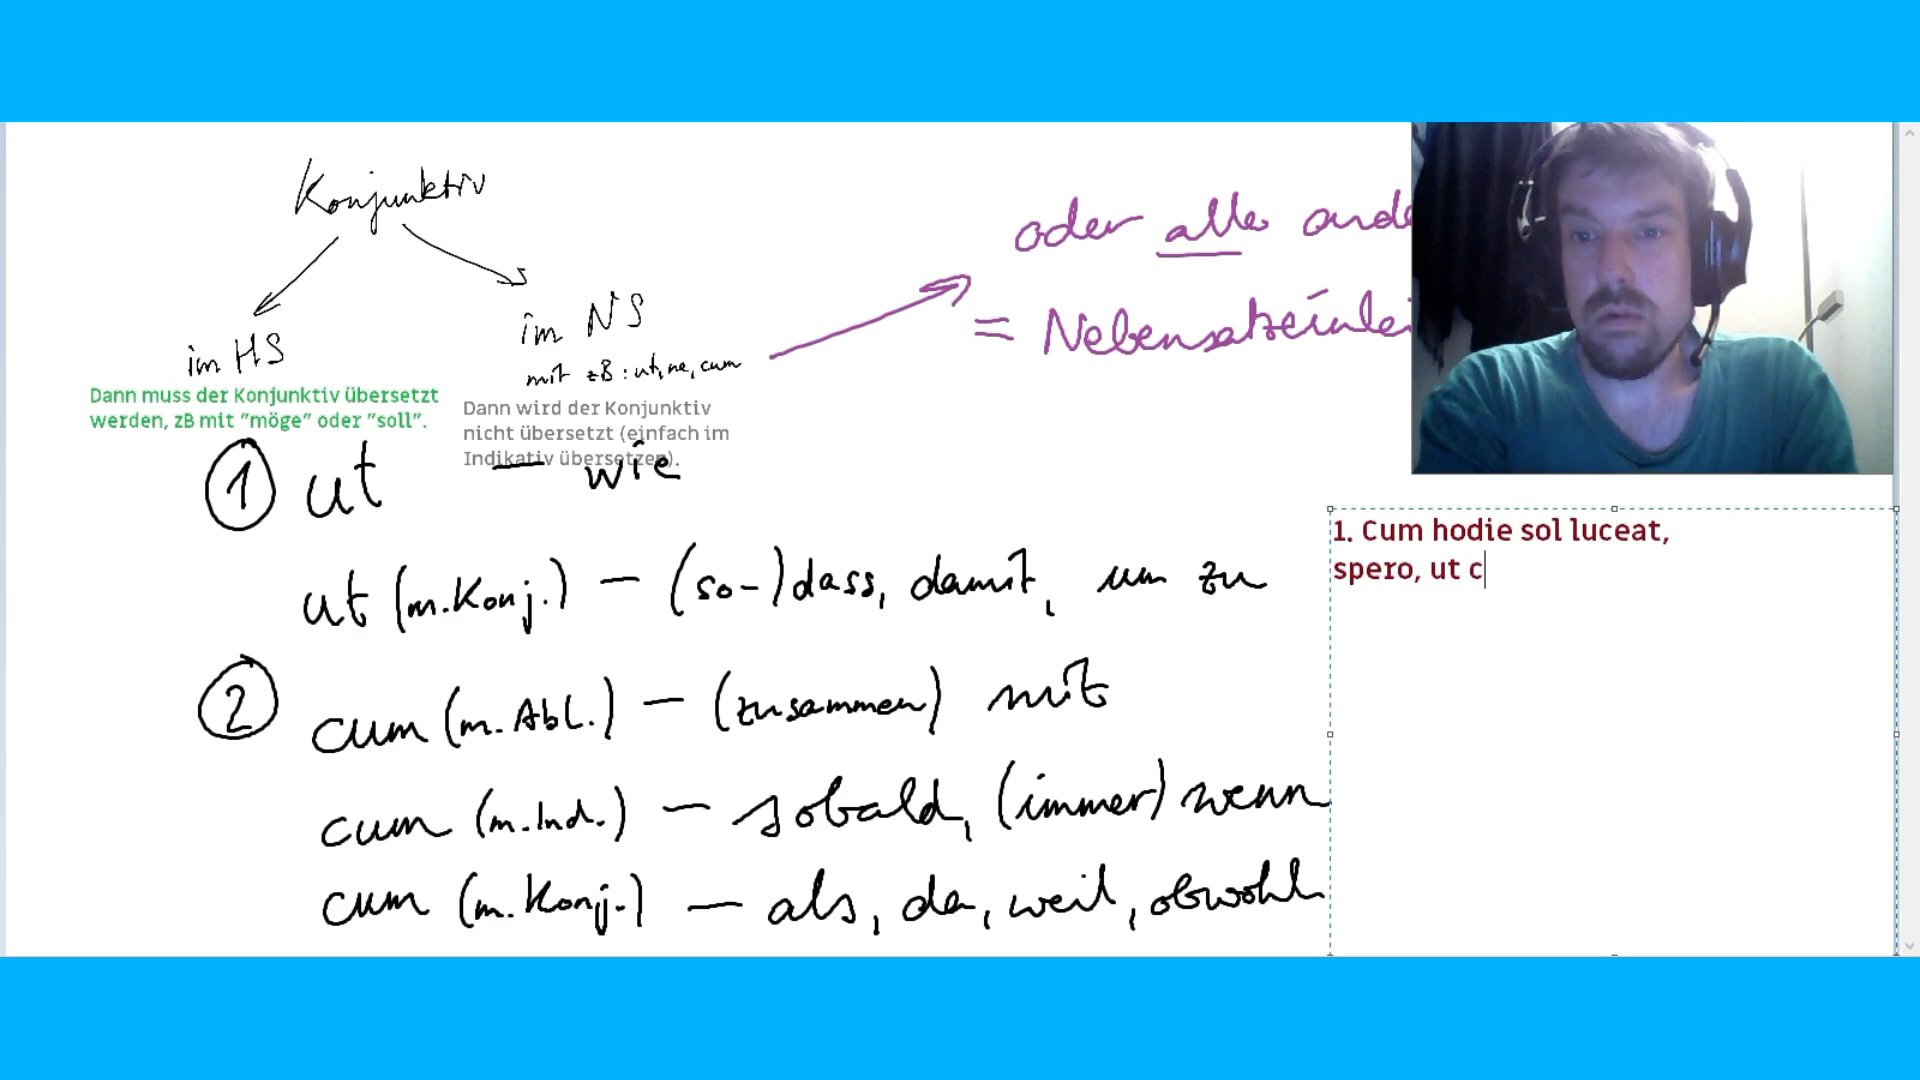 Konjunktiv
im HS
im NS
mit zB: ut, ne, cum
Dann muss der Konjunktiv übersetzt
werden, zB mit "möge" oder "soll".
Dann wird der Konjunktiv
nicht übersetzt (einfach im
Indikativ übersetzen).
oder alle
= Nebensatzeinlei
1 ut — wie
ut (m. Konj.) — (so-)dass, damit, um zu
2 cum (m. Abl.) — (zusammen) mit
cum (m. Ind.) — sobald, (immer) wenn
cum (m. Konj.) — als, da, weil, obwohl
1. Cum hodie sol luceat,
spero, ut c